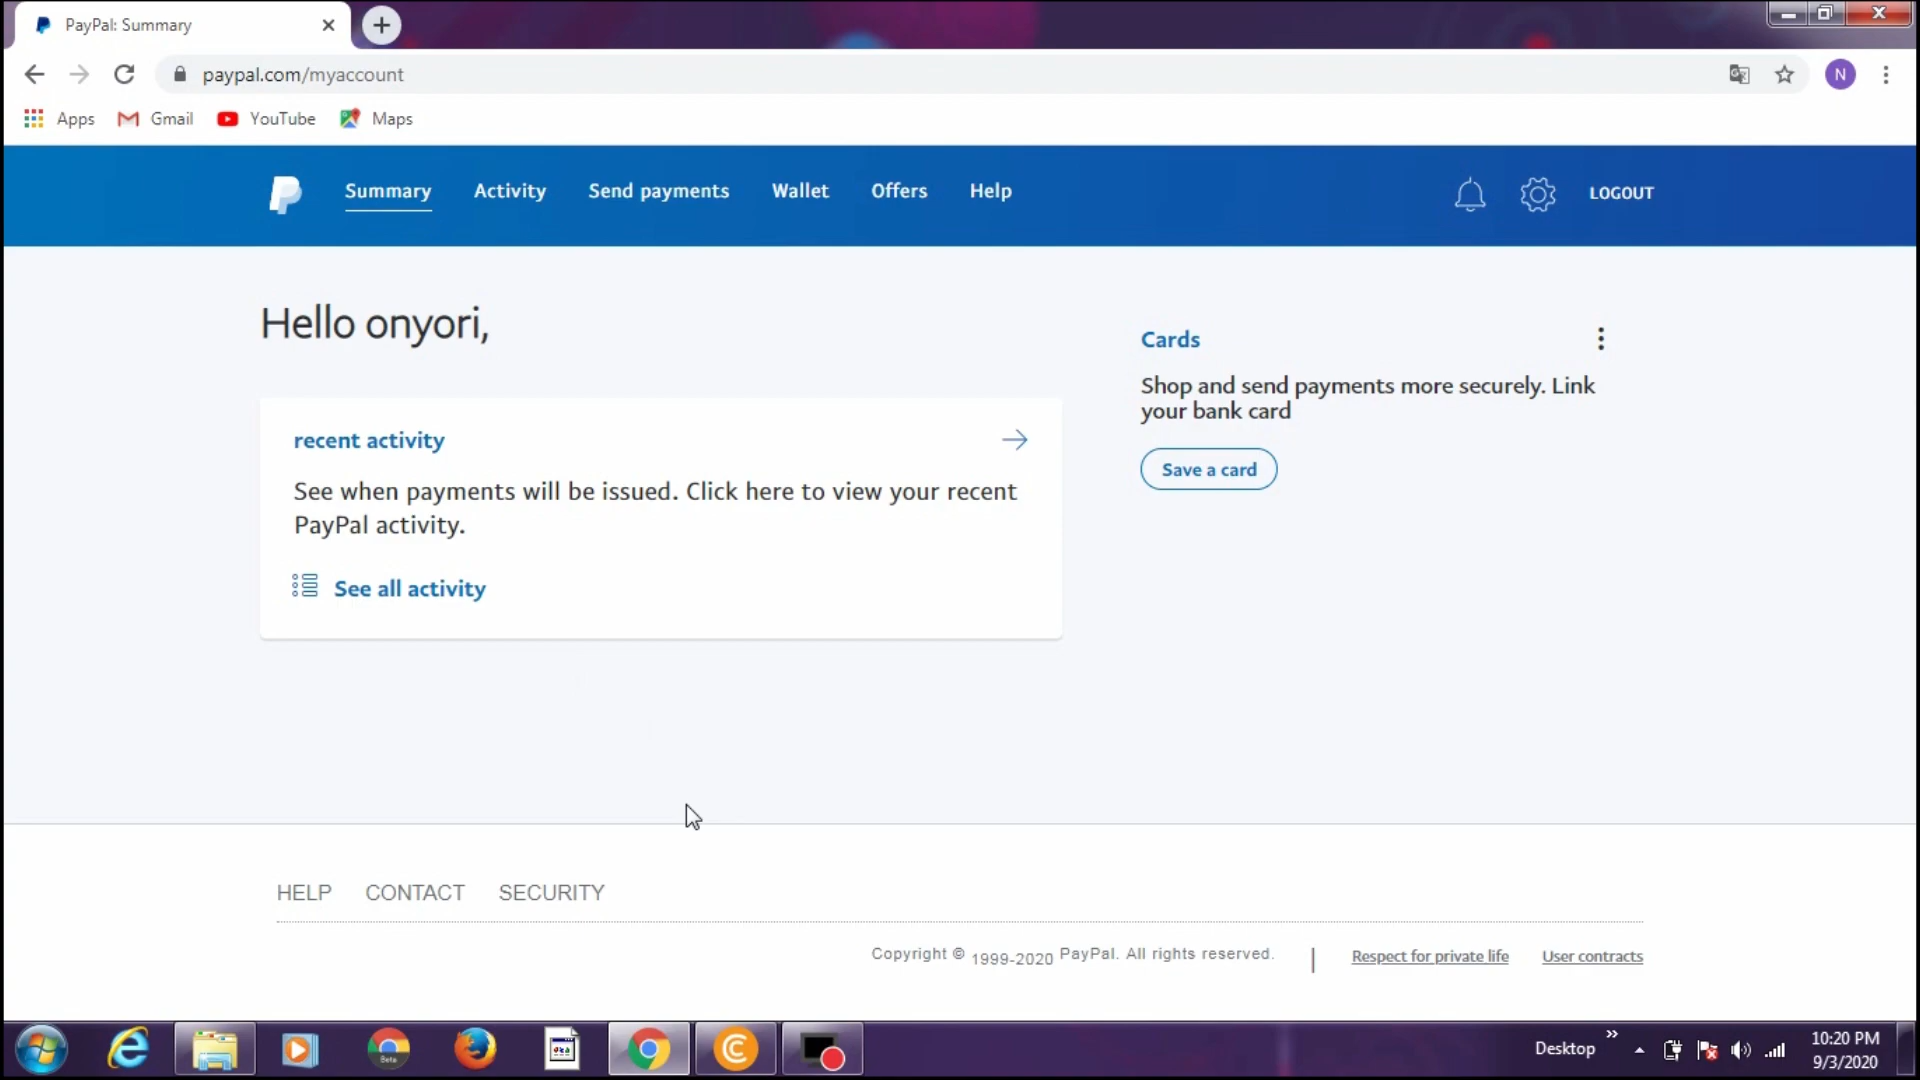 PayPal: Summary
paypal.com/myaccount
N
Apps Gmail YouTube Maps
Summary Activity Send payments Wallet Offers Help LOGOUT
Hello onyori,
recent activity
See when payments will be issued. Click here to view your recent
PayPal activity.
See all activity
Cards
Shop and send payments more securely. Link
your bank card
Save a card
HELP CONTACT SECURITY
Copyright © 1999-2020 PayPal. All rights reserved. | Respect for private life User contracts
Beta
Desktop
10:20 PM
9/3/2020